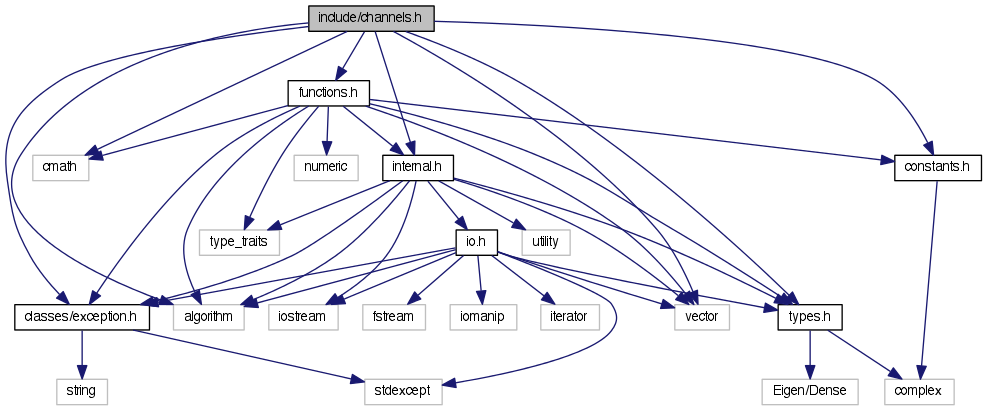 include/channels.h
functions.h
cmath
numeric
internal.h
constants.h
type_traits
io.h
utility
classes/exception.h
algorithm
iostream
fstream
iomanip
iterator
vector
types.h
string
stdexcept
Eigen/Dense
complex